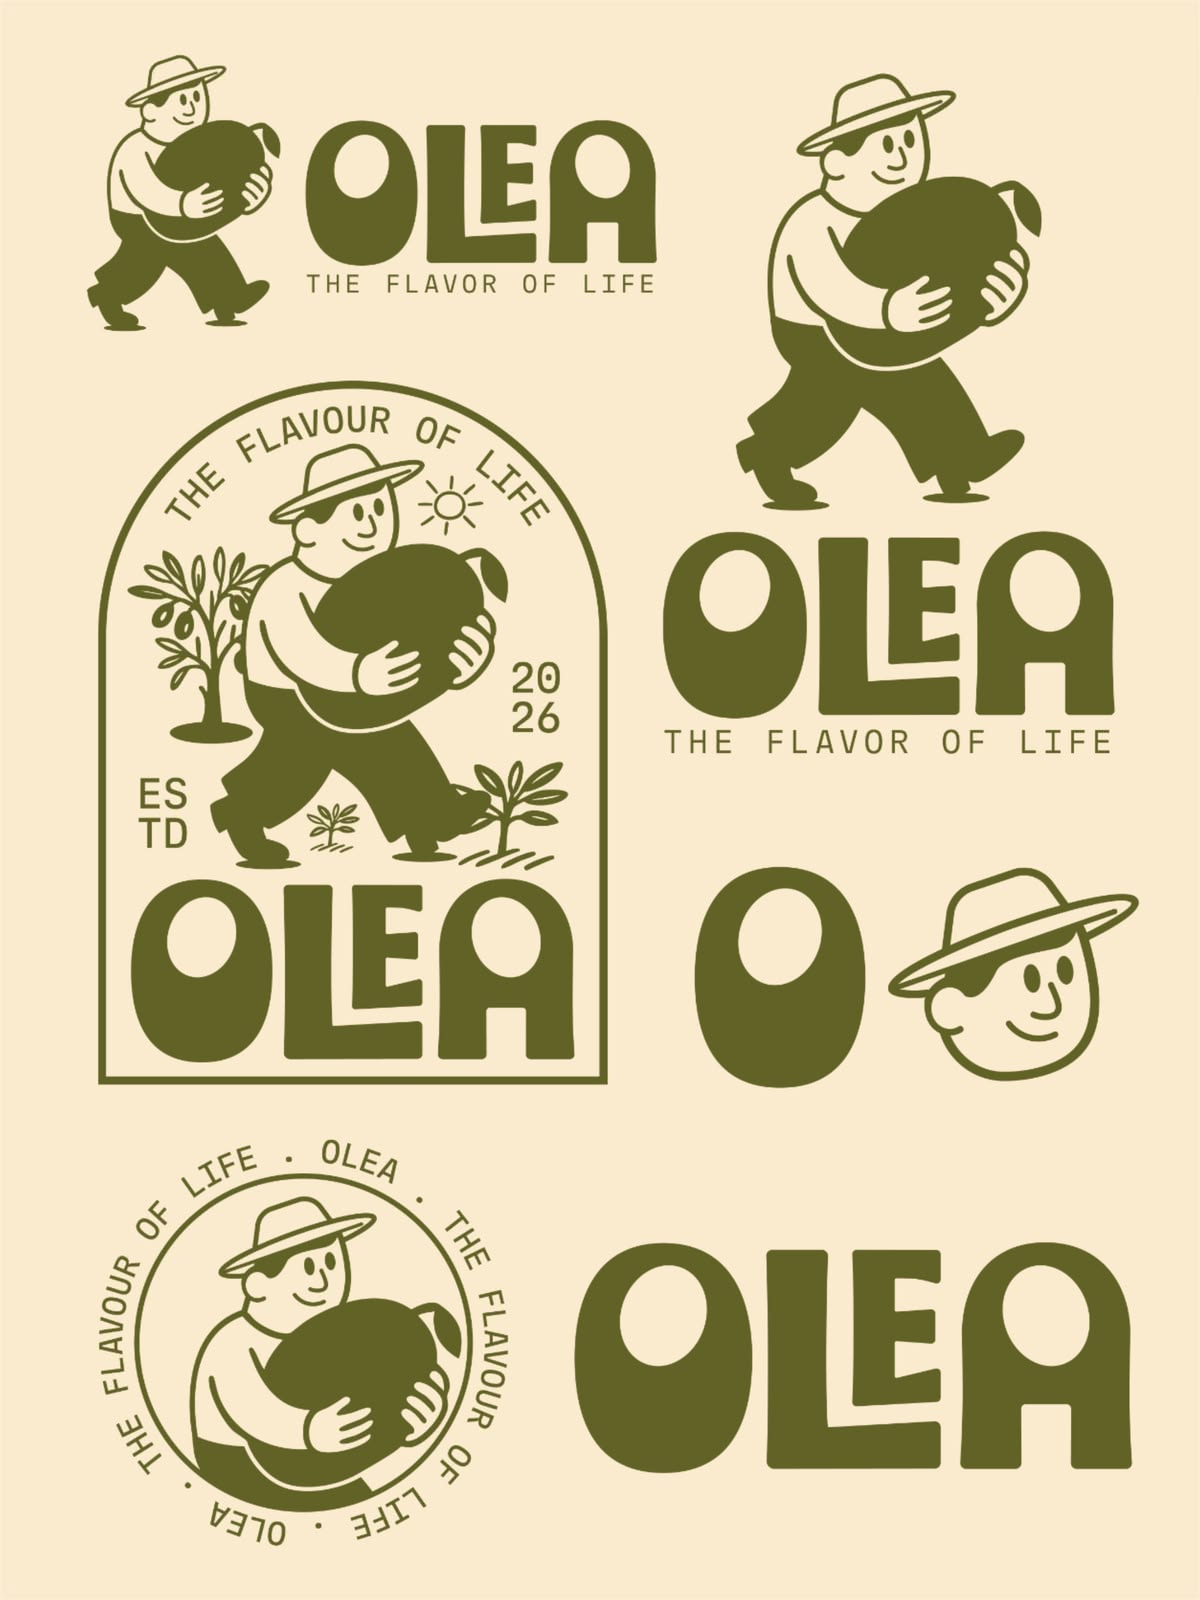 OLEA
THE FLAVOR OF LIFE
THE FLAVOUR OF LIFE
20
26
ES
TD
OLEA
OLEA
THE FLAVOR OF LIFE
O
OLEA . THE FLAVOUR OF LIFE . OLEA . THE FLAVOUR OF LIFE .
OLEA